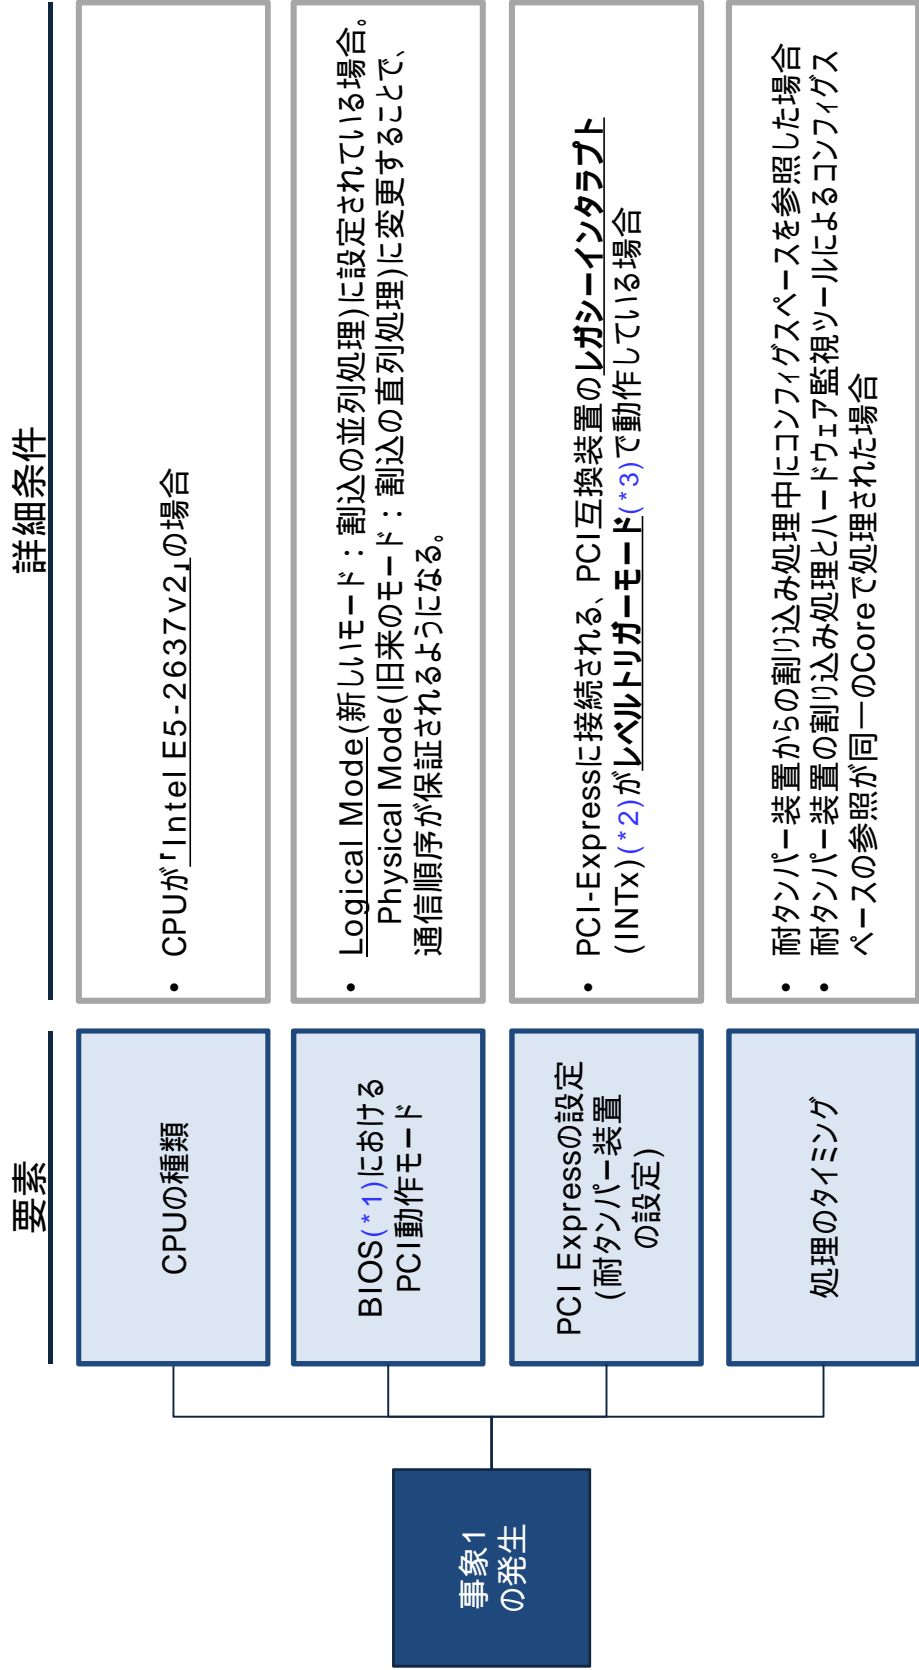 要素
詳細条件
事象1
の発生
CPUの種類
・ CPUが「Intel E5-2637v2」の場合
BIOS(*1)における
PCI動作モード
・ Logical Mode(新しいモード：割込の並列処理)に設定されている場合。
Physical Mode(旧来のモード：割込の直列処理)に変更することで、
通信順序が保証されるようになる。
PCI Expressの設定
(耐タンパー装置
の設定)
・ PCI-Expressに接続される、PCI互換装置のレガシーインタラプト
(INTx)(*2)がレベルトリガーモード(*3)で動作している場合
処理のタイミング
・ 耐タンパー装置からの割り込み処理中にコンフィグスペースを参照した場合
・ 耐タンパー装置の割り込み処理とハードウェア監視ツールによるコンフィグス
ペースの参照が同一のCoreで処理された場合